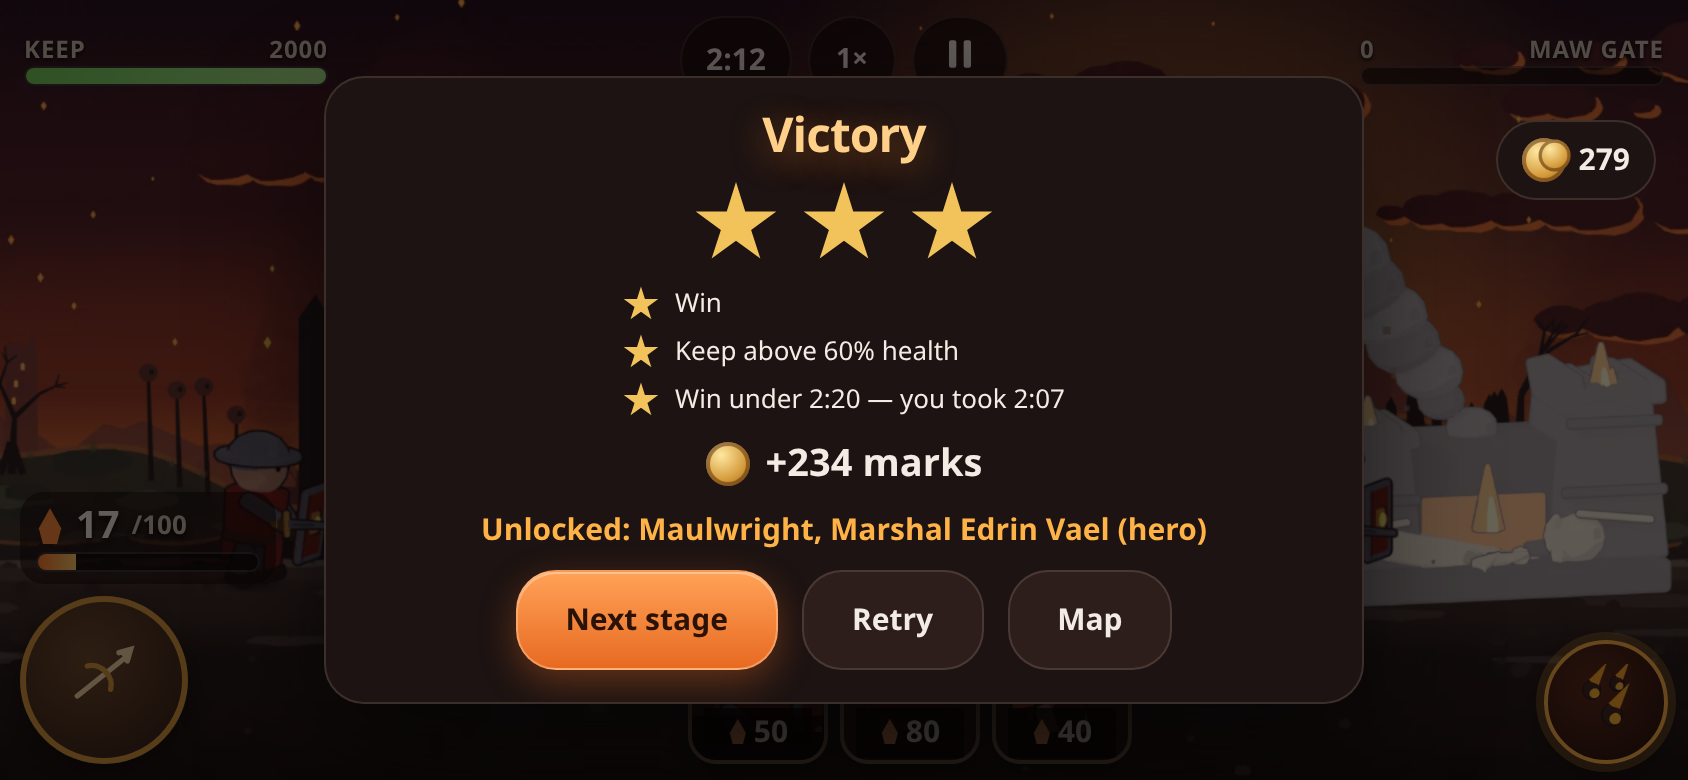 KEEP 2000
2:12
1×
0 MAW GATE
279
Victory
Win
Keep above 60% health
Win under 2:20 — you took 2:07
+234 marks
Unlocked: Maulwright, Marshal Edrin Vael (hero)
17 /100
Next stage
Retry
Map
50
80
40